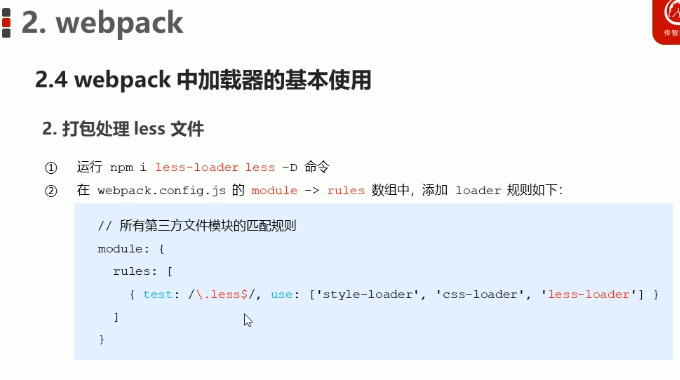 2. webpack
传智
2.4 webpack 中加载器的基本使用
2. 打包处理 less 文件
① 运行 npm i less-loader less -D 命令
② 在 webpack.config.js 的 module -> rules 数组中，添加 loader 规则如下：
// 所有第三方文件模块的匹配规则
module: {
rules: [
{ test: /\.less$/, use: ['style-loader', 'css-loader', 'less-loader'] }
]
}